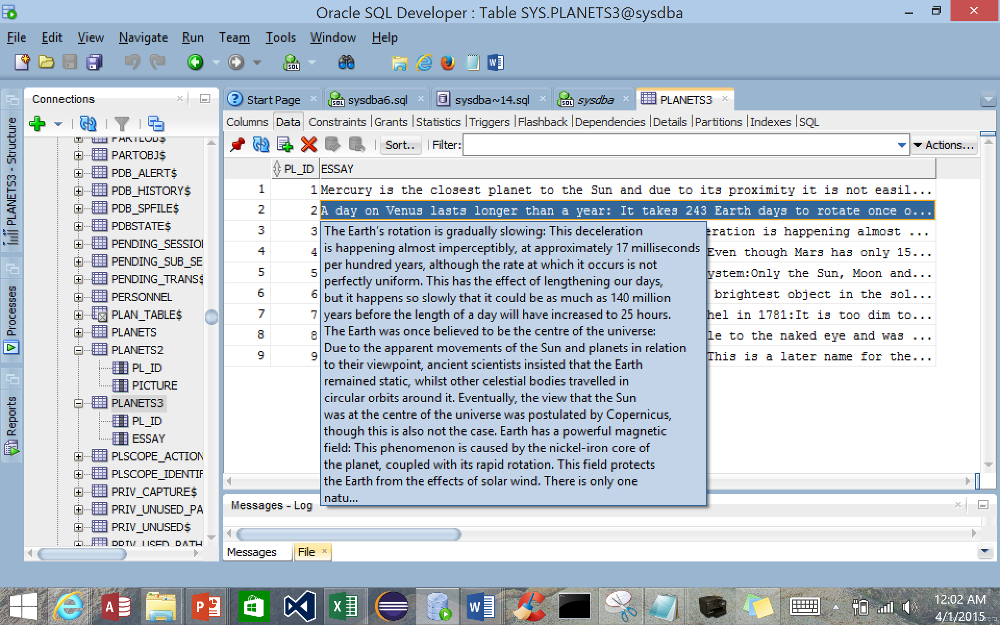 Oracle SQL Developer : Table SYS.PLANETS3@sysdba
File Edit View Navigate Run Team Tools Window Help
Connections
Start Page
sysdba6.sql
sysdba~14.sql
sysdba
PLANETS3
Columns Data Constraints Grants Statistics Triggers Flashback Dependencies Details Partitions Indexes SQL
Sort.. Filter: Actions...
PL_ID ESSAY
1 1 Mercury is the closest planet to the Sun and due to its proximity it is not easil...
2 2 A day on Venus lasts longer than a year: It takes 243 Earth days to rotate once o...
3 3 eration is happening almost ...
4 4 Even though Mars has only 15...
5 5 ystem:Only the Sun, Moon and...
6 6 brightest object in the sol...
7 7 hel in 1781:It is too dim to...
8 8 le to the naked eye and was ...
9 9 This is a later name for the...
The Earth's rotation is gradually slowing: This deceleration
is happening almost imperceptibly, at approximately 17 milliseconds
per hundred years, although the rate at which it occurs is not
perfectly uniform. This has the effect of lengthening our days,
but it happens so slowly that it could be as much as 140 million
years before the length of a day will have increased to 25 hours.
The Earth was once believed to be the centre of the universe:
Due to the apparent movements of the Sun and planets in relation
to their viewpoint, ancient scientists insisted that the Earth
remained static, whilst other celestial bodies travelled in
circular orbits around it. Eventually, the view that the Sun
was at the centre of the universe was postulated by Copernicus,
though this is also not the case. Earth has a powerful magnetic
field: This phenomenon is caused by the nickel-iron core of
the planet, coupled with its rapid rotation. This field protects
the Earth from the effects of solar wind. There is only one
natu...
PLANETS3 - Structure
Processes
Reports
PARTLOB$
PARTOBJ$
PDB_ALERT$
PDB_HISTORY$
PDB_SPFILE$
PDBSTATE$
PENDING_SESSIO
PENDING_SUB_SE
PENDING_TRANS$
PERSONNEL
PLAN_TABLE$
PLANETS
PLANETS2
PL_ID
PICTURE
PLANETS3
PL_ID
ESSAY
PLSCOPE_ACTION
PLSCOPE_IDENTIF
PRIV_CAPTURE$
PRIV_UNUSED_PA
PRIV_UNUSED$
PRIV_USED_PATH
Messages - Log
Messages File
12:02 AM
4/1/2015